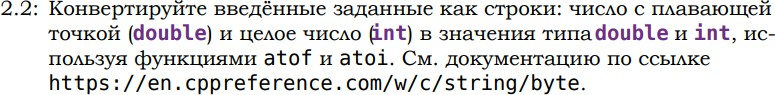 2.2: Конвертируйте введённые заданные как строки: число с плавающей
точкой (double) и целое число (int) в значения типа double и int, ис-
пользуя функциями atof и atoi. См. документацию по ссылке
https://en.cppreference.com/w/c/string/byte.